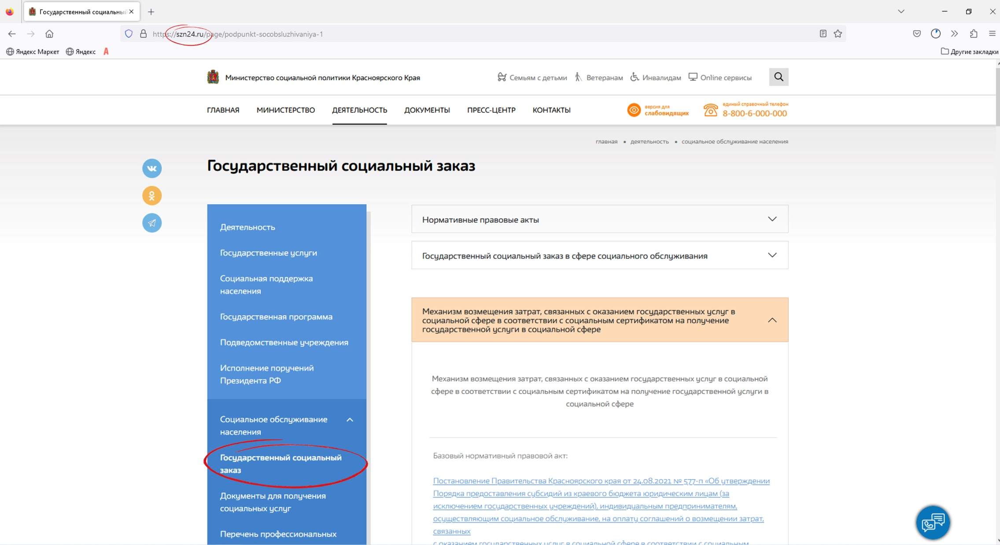 Государственный социальный
https://szn24.ru/page/podpunkt-socobsluzhivaniya-1
Яндекс Маркет
Яндекс
Другие закладки
Министерство социальной политики Красноярского Края
Семьям с детьми
Ветеранам
Инвалидам
Online сервисы
ГЛАВНАЯ
МИНИСТЕРСТВО
ДЕЯТЕЛЬНОСТЬ
ДОКУМЕНТЫ
ПРЕСС-ЦЕНТР
КОНТАКТЫ
версия для
слабовидящих
единый справочный телефон
8-800-6-000-000
главная • деятельность • социальное обслуживание населения
Государственный социальный заказ
Деятельность
Государственные услуги
Социальная поддержка
населения
Государственная программа
Подведомственные учреждения
Исполнение поручений
Президента РФ
Социальное обслуживание
населения
Государственный социальный
заказ
Документы для получения
социальных услуг
Перечень профессиональных
Нормативные правовые акты
Государственный социальный заказ в сфере социального обслуживания
Механизм возмещения затрат, связанных с оказанием государственных услуг в
социальной сфере в соответствии с социальным сертификатом на получение
государственной услуги в социальной сфере
Механизм возмещения затрат, связанных с оказанием государственных услуг в социальной
сфере в соответствии с социальным сертификатом на получение государственной услуги в
социальной сфере
Базовый нормативный правовой акт:
Постановление Правительства Красноярского края от 24.08.2021 № 577-п «Об утверждении
Порядка предоставления субсидий из краевого бюджета юридическим лицам (за
исключением государственных учреждений), индивидуальным предпринимателям,
осуществляющим социальное обслуживание, на оплату соглашений о возмещении затрат,
связанных
с оказанием государственных услуг в социальной сфере в соответствии с социальным